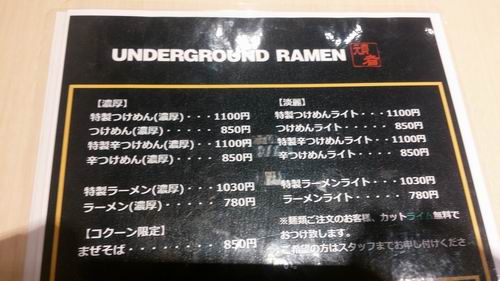 UNDERGROUND RAMEN 頑者
【濃厚】
特製つけめん(濃厚)・・・1100円
つけめん(濃厚)・・・・・850円
特製辛つけめん(濃厚)・・1100円
辛つけめん(濃厚)・・・・850円
特製ラーメン(濃厚)・・・1030円
ラーメン(濃厚)・・・・・780円
【コクーン限定】
まぜそば・・・・・・・・850円
【淡麗】
特製つけめんライト・・・1100円
つけめんライト・・・・・850円
特製辛つけめんライト・・1100円
辛つけめんライト・・・・850円
特製ラーメンライト・・・1030円
ラーメンライト・・・・・780円
※麺類ご注文のお客様、カットライム無料で
おつけ致します。
ご希望の方はスタッフまでお申し付けくださ